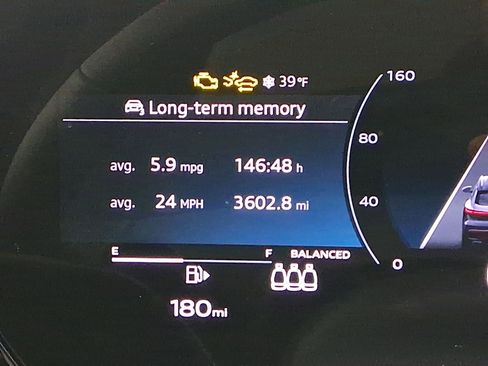 39°F
Long-term memory
avg. 5.9 mpg 146:48 h
avg. 24 MPH 3602.8 mi
160
80
40
0
E F BALANCED
180mi